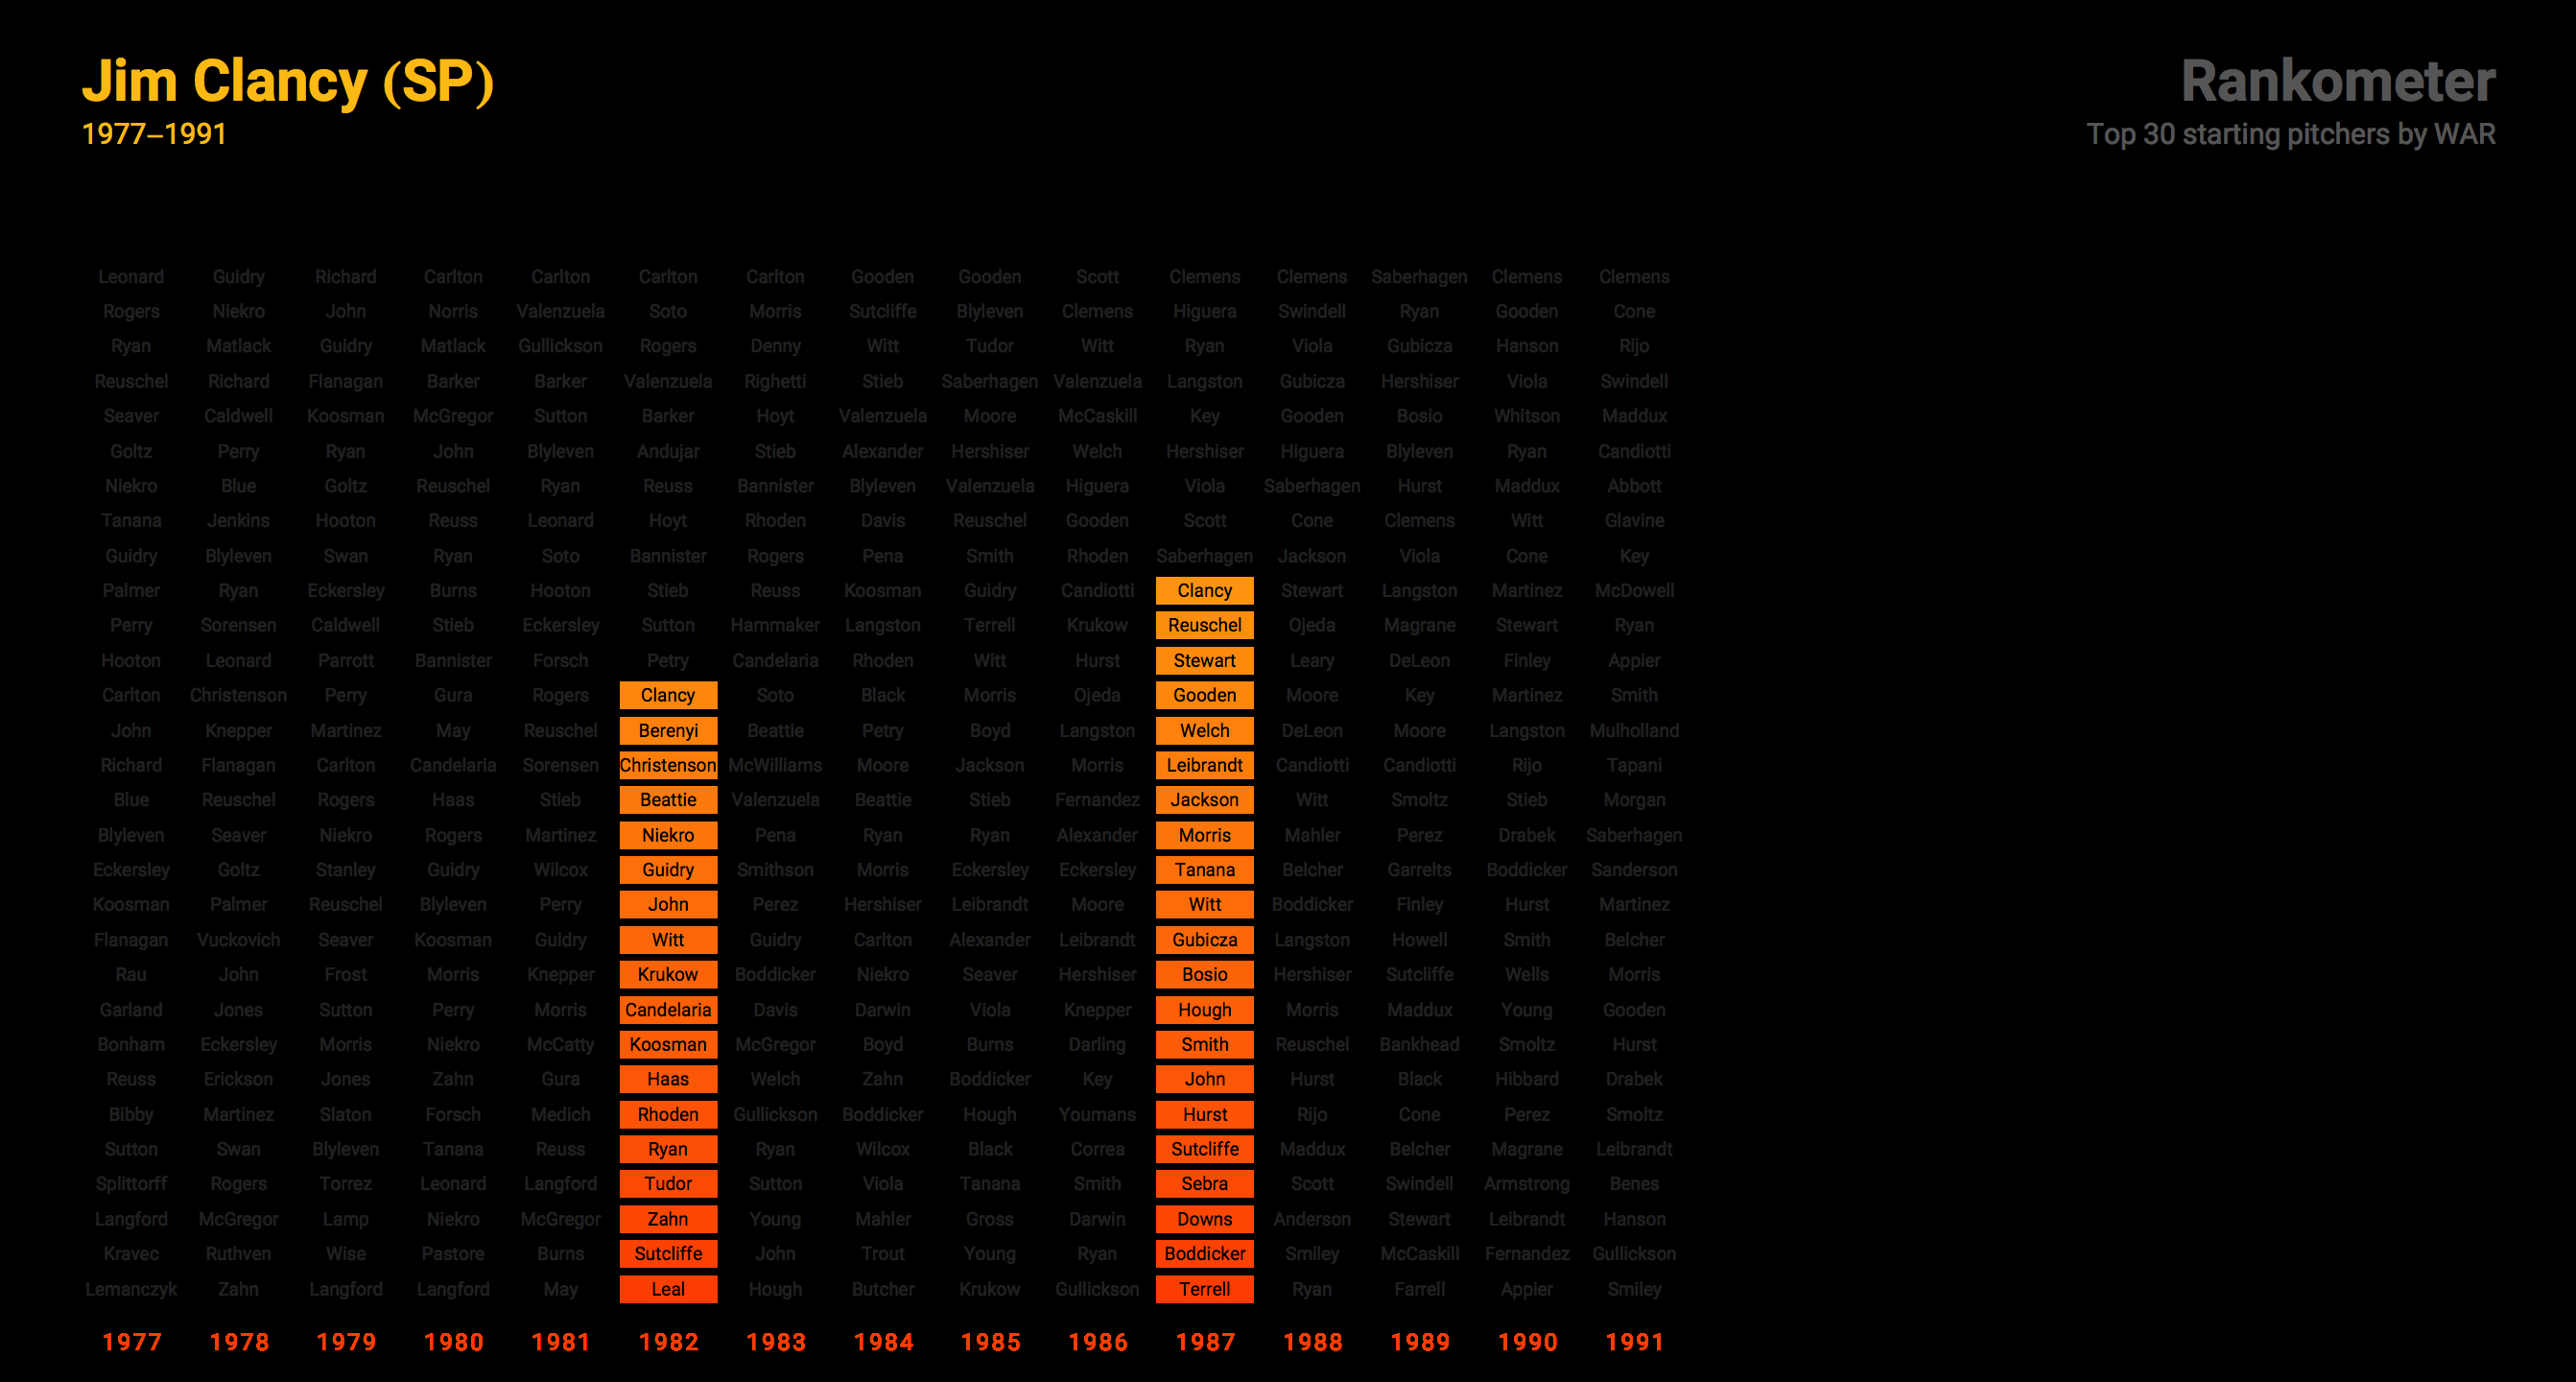 Jim Clancy (SP)
1977–1991
Rankometer
Top 30 starting pitchers by WAR
Leonard Guidry Richard Carlton Carlton Carlton Carlton Gooden Gooden Scott Clemens Clemens Saberhagen Clemens Clemens
Rogers Niekro John Norris Valenzuela Soto Morris Sutcliffe Blyleven Clemens Higuera Swindell Ryan Gooden Cone
Ryan Matlack Guidry Matlack Gullickson Rogers Denny Witt Tudor Witt Ryan Viola Gubicza Hanson Rijo
Reuschel Richard Flanagan Barker Barker Valenzuela Righetti Stieb Saberhagen Valenzuela Langston Gubicza Hershiser Viola Swindell
Seaver Caldwell Koosman McGregor Sutton Barker Hoyt Valenzuela Moore McCaskill Key Gooden Bosio Whitson Maddux
Goltz Perry Ryan John Blyleven Andujar Stieb Alexander Hershiser Welch Hershiser Higuera Blyleven Ryan Candiotti
Niekro Blue Goltz Reuschel Ryan Reuss Bannister Blyleven Valenzuela Higuera Viola Saberhagen Hurst Maddux Abbott
Tanana Jenkins Hooton Reuss Leonard Hoyt Rhoden Davis Reuschel Gooden Scott Cone Clemens Witt Glavine
Guidry Blyleven Swan Ryan Soto Bannister Rogers Pena Smith Rhoden Saberhagen Jackson Viola Cone Key
Palmer Ryan Eckersley Burns Hooton Stieb Reuss Koosman Guidry Candiotti Clancy Stewart Langston Martinez McDowell
Perry Sorensen Caldwell Stieb Eckersley Sutton Hammaker Langston Terrell Krukow Reuschel Ojeda Magrane Stewart Ryan
Hooton Leonard Parrott Bannister Forsch Petry Candelaria Rhoden Witt Hurst Stewart Leary DeLeon Finley Appier
Carlton Christenson Perry Gura Rogers Clancy Soto Black Morris Ojeda Gooden Moore Key Martinez Smith
John Knepper Martinez May Reuschel Berenyi Beattie Petry Boyd Langston Welch DeLeon Moore Langston Mulholland
Richard Flanagan Carlton Candelaria Sorensen Christenson McWilliams Moore Jackson Morris Leibrandt Candiotti Candiotti Rijo Tapani
Blue Reuschel Rogers Haas Stieb Beattie Valenzuela Beattie Stieb Fernandez Jackson Witt Smoltz Stieb Morgan
Blyleven Seaver Niekro Rogers Martinez Niekro Pena Ryan Ryan Alexander Morris Mahler Perez Drabek Saberhagen
Eckersley Goltz Stanley Guidry Wilcox Guidry Smithson Morris Eckersley Eckersley Tanana Belcher Garrelts Boddicker Sanderson
Koosman Palmer Reuschel Blyleven Perry John Perez Hershiser Leibrandt Moore Witt Boddicker Finley Hurst Martinez
Flanagan Vuckovich Seaver Koosman Guidry Witt Guidry Carlton Alexander Leibrandt Gubicza Langston Howell Smith Belcher
Rau John Frost Morris Knepper Krukow Boddicker Niekro Seaver Hershiser Bosio Hershiser Sutcliffe Wells Morris
Garland Jones Sutton Perry Morris Candelaria Davis Darwin Viola Knepper Hough Morris Maddux Young Gooden
Bonham Eckersley Morris Niekro McCatty Koosman McGregor Boyd Burns Darling Smith Reuschel Bankhead Smoltz Hurst
Reuss Erickson Jones Zahn Gura Haas Welch Zahn Boddicker Key John Hurst Black Hibbard Drabek
Bibby Martinez Slaton Forsch Medich Rhoden Gullickson Boddicker Hough Youmans Hurst Rijo Cone Perez Smoltz
Sutton Swan Blyleven Tanana Reuss Ryan Ryan Wilcox Black Correa Sutcliffe Maddux Belcher Magrane Leibrandt
Splittorff Rogers Torrez Leonard Langford Tudor Sutton Viola Tanana Smith Sebra Scott Swindell Armstrong Benes
Langford McGregor Lamp Niekro McGregor Zahn Young Mahler Gross Darwin Downs Anderson Stewart Leibrandt Hanson
Kravec Ruthven Wise Pastore Burns Sutcliffe John Trout Young Ryan Boddicker Smiley McCaskill Fernandez Gullickson
Lemanczyk Zahn Langford Langford May Leal Hough Butcher Krukow Gullickson Terrell Ryan Farrell Appier Smiley
1977 1978 1979 1980 1981 1982 1983 1984 1985 1986 1987 1988 1989 1990 1991